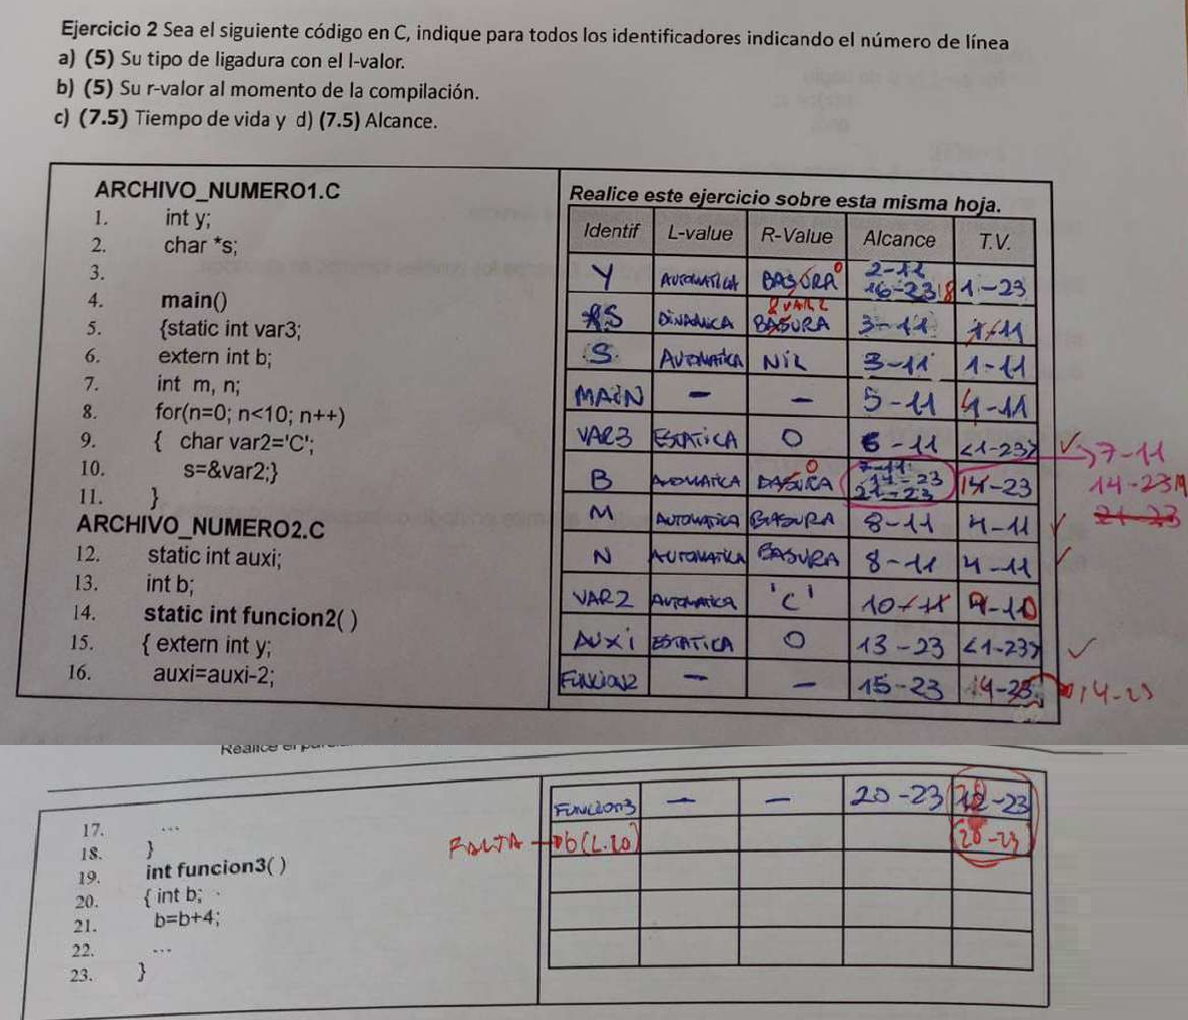 Ejercicio 2 Sea el siguiente código en C, indique para todos los identificadores indicando el número de línea
a) (5) Su tipo de ligadura con el l-valor.
b) (5) Su r-valor al momento de la compilación.
c) (7.5) Tiempo de vida y d) (7.5) Alcance.
ARCHIVO_NUMERO1.C
1. int y;
2. char *s;
3.
4. main()
5. {static int var3;
6. extern int b;
7. int m, n;
8. for(n=0; n<10; n++)
9. { char var2='C';
10. s=&var2;}
11. }
ARCHIVO_NUMERO2.C
12. static int auxi;
13. int b;
14. static int funcion2( )
15. { extern int y;
16. auxi=auxi-2;
Realice este ejercicio sobre esta misma hoja.
Identif L-value R-Value Alcance T.V.
Y AUTOMATICA BASURA 0 2-11 16-23 18 1-23
*S DINAMICA BASURA 3-11 1-11
S AUTOMATICA NIL 3-11 1-11
MAIN - - 5-11 4-11
VAR3 ESTATICA 0 6-11 <1-23> 7-11
B AUTOMATICA BASURA 0 7-11 14-23 21-23 14-23 14-23
M AUTOMATICA BASURA 8-11 4-11 21-23
N AUTOMATICA BASURA 8-11 4-11
VAR2 AUTOMATICA 'C' 10-11 9-10
AUXI ESTATICA 0 13-23 <1-23>
FUNCION2 - - 15-23 14-23 14-23
17. ...
18. }
19. int funcion3( )
20. { int b;
21. b=b+4;
22. ...
23. }
FUNCION3 - - 20-23 -23
FALTA b(L.20) 20-23